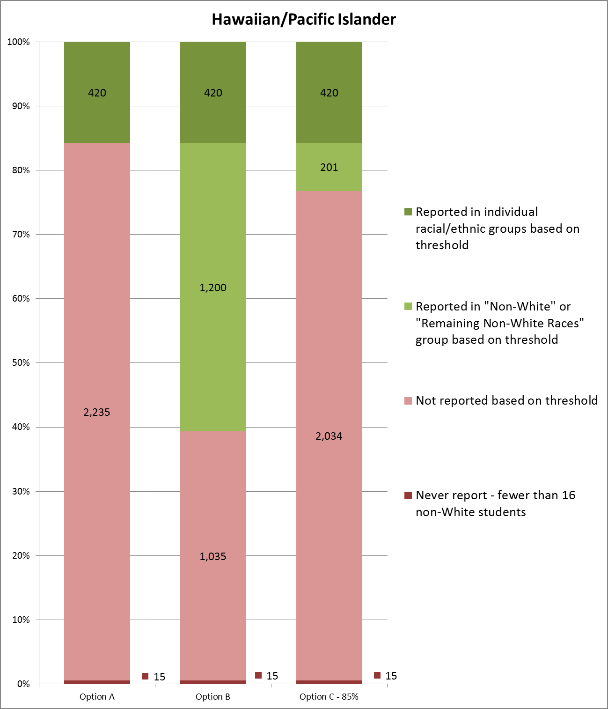 Hawaiian/Pacific Islander
100%
90%
80%
70%
60%
50%
40%
30%
20%
10%
0%
420
420
420
201
1,200
2,235
2,034
1,035
15
15
15
Option A
Option B
Option C - 85%
Reported in individual
racial/ethnic groups based on
threshold
Reported in "Non-White" or
"Remaining Non-White Races"
group based on threshold
Not reported based on threshold
Never report - fewer than 16
non-White students